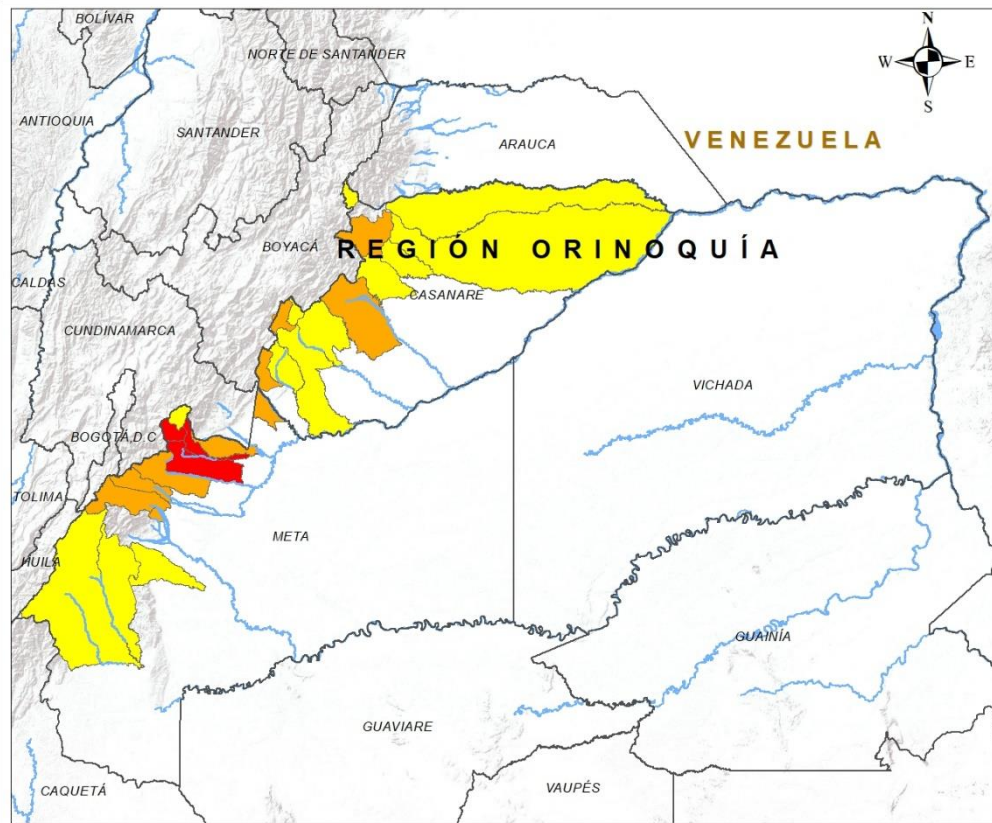 BOLÍVAR
N
NORTE DE SANTANDER
W
E
S
ANTIOQUIA
SANTANDER
ARAUCA
VENEZUELA
BOYACÁ
REGIÓN ORINOQUÍA
CALDAS
CASANARE
CUNDINAMARCA
VICHADA
BOGOTÁ,D.C
TOLIMA
META
HUILA
GUAINÍA
GUAVIARE
CAQUETÁ
VAUPÉS